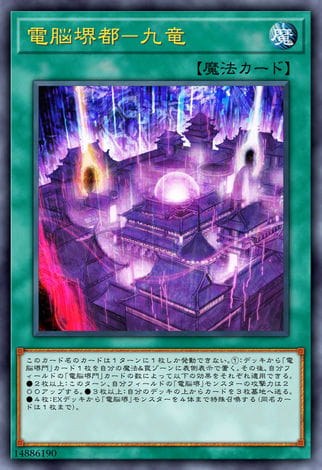 電脳堺都－九竜
魔
【魔法カード】
このカード名のカードは１ターンに１枚しか発動できない。①：デッキから「電
脳堺門」カード１枚を自分の魔法＆罠ゾーンに表側表示で置く。その後、自分フ
ィールドの「電脳堺門」カードの数によって以下の効果をそれぞれ適用できる。
●２枚以上：このターン、自分フィールドの「電脳堺」モンスターの攻撃力は２
００アップする。●３枚以上：自分のデッキの上からカードを３枚墓地へ送る。
●４枚：EXデッキから「電脳堺」モンスターを４体まで特殊召喚する（同名カー
ドは１枚まで）。
14886190